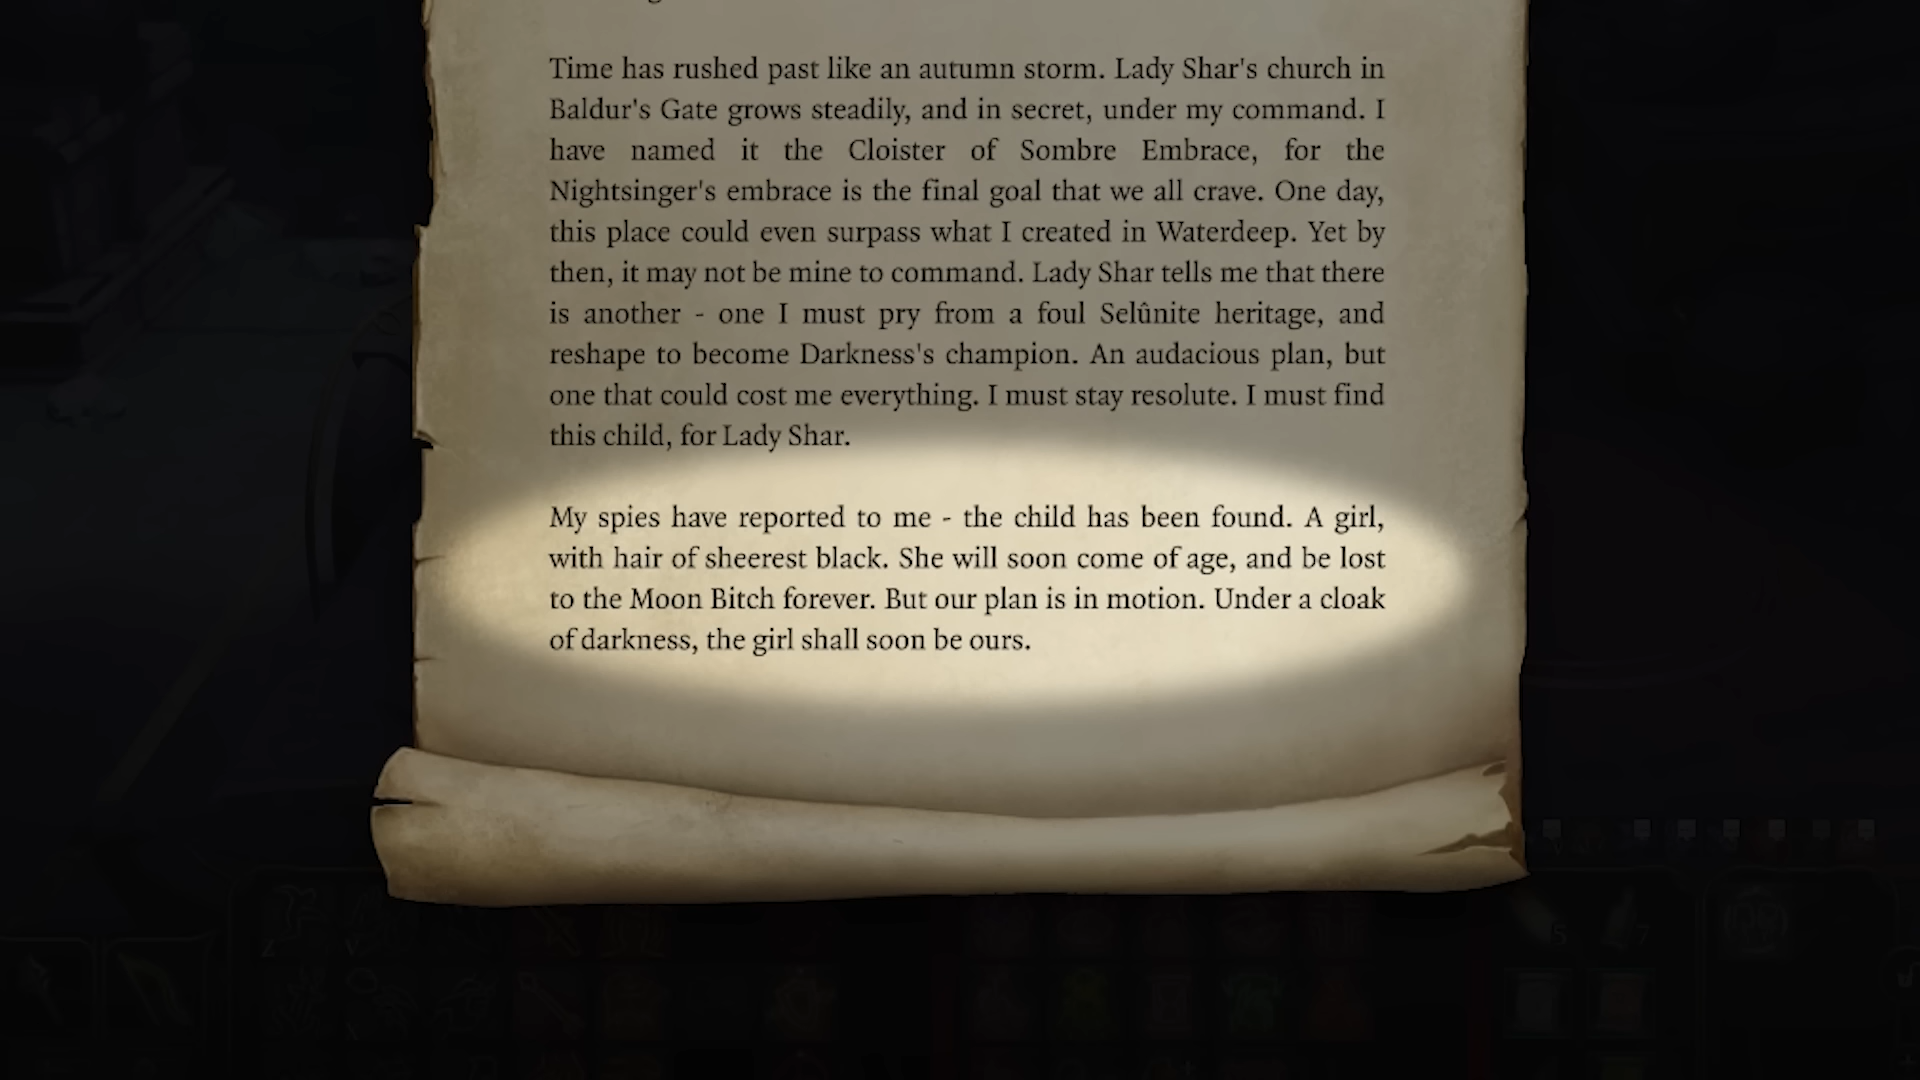 Time has rushed past like an autumn storm. Lady Shar's church in
Baldur's Gate grows steadily, and in secret, under my command. I
have named it the Cloister of Sombre Embrace, for the
Nightsinger's embrace is the final goal that we all crave. One day,
this place could even surpass what I created in Waterdeep. Yet by
then, it may not be mine to command. Lady Shar tells me that there
is another - one I must pry from a foul Selûnite heritage, and
reshape to become Darkness's champion. An audacious plan, but
one that could cost me everything. I must stay resolute. I must find
this child, for Lady Shar.
My spies have reported to me - the child has been found. A girl,
with hair of sheerest black. She will soon come of age, and be lost
to the Moon Bitch forever. But our plan is in motion. Under a cloak
of darkness, the girl shall soon be ours.
5 7